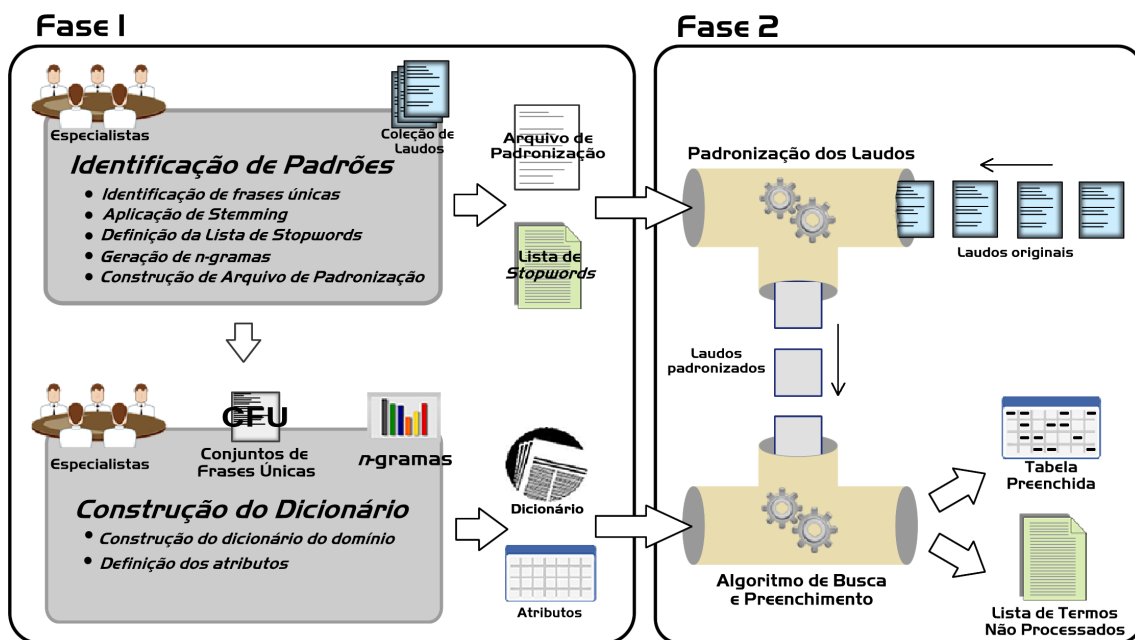 Fase 1
Especialistas
Coleção de
Laudos
Identificação de Padrões
• Identificação de frases únicas
• Aplicação de Stemming
• Definição da Lista de Stopwords
• Geração de n-gramas
• Construção de Arquivo de Padronização
Arquivo de
Padronização
Lista de
Stopwords
Especialistas
CFU
Conjuntos de
Frases Únicas
n-gramas
Construção do Dicionário
• Construção do dicionário do domínio
• Definição dos atributos
Dicionário
Atributos
Fase 2
Padronização dos Laudos
Laudos originais
Laudos
padronizados
Algoritmo de Busca
e Preenchimento
Tabela
Preenchida
Lista de Termos
Não Processados